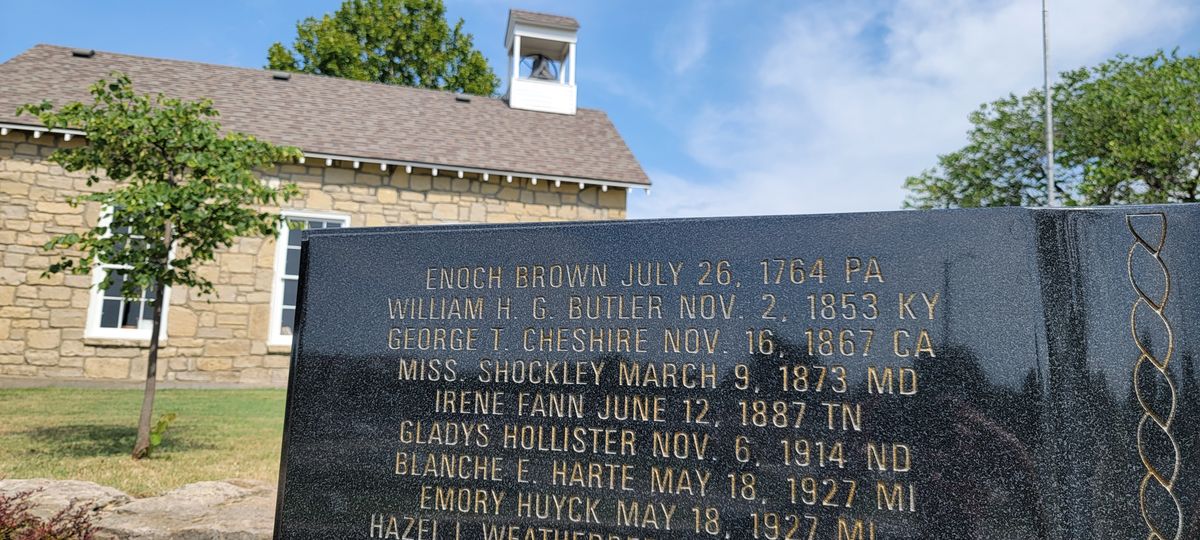 ENOCH BROWN JULY 26, 1764 PA
WILLIAM H. G. BUTLER NOV. 2, 1853 KY
GEORGE T. CHESHIRE NOV. 16, 1867 CA
MISS. SHOCKLEY MARCH 9, 1873 MD
IRENE FANN JUNE 12, 1887 TN
GLADYS HOLLISTER NOV. 6, 1914 ND
BLANCHE E. HARTE MAY 18, 1927 MI
EMORY HUYCK MAY 18, 1927 MI
HAZEL I.